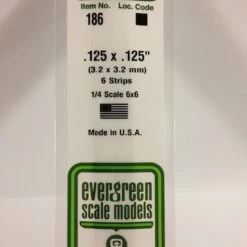 Item No. Loc. Code
186
.125 x .125"
(3.2 x 3.2 mm)
6 Strips
1/4 Scale 6x6
Made in U.S.A.
evergreen
scale models